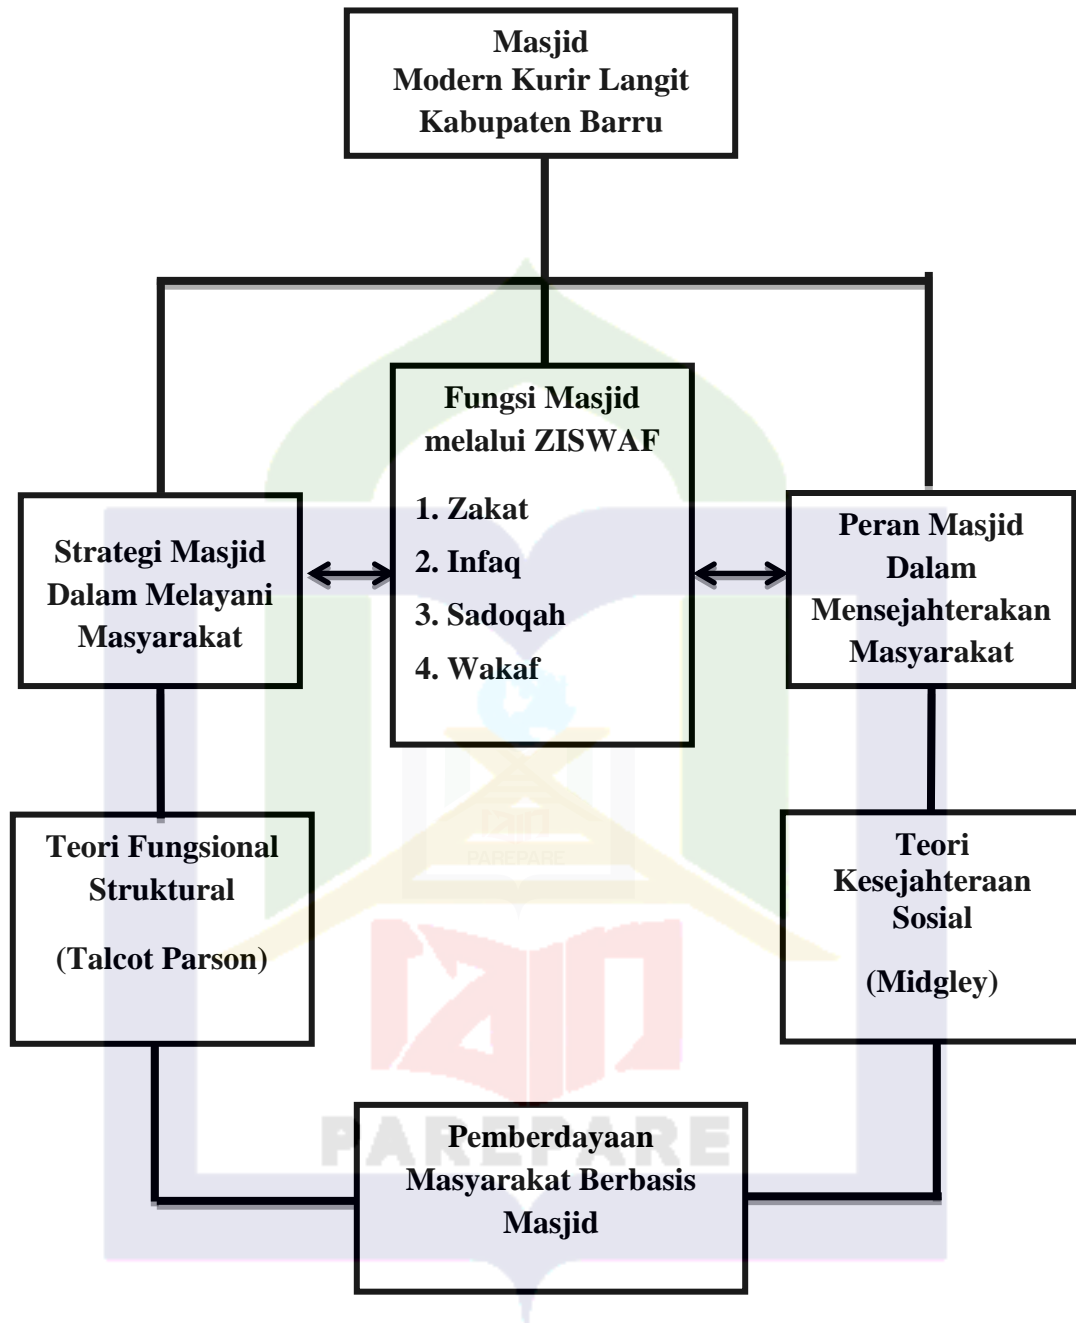 Masjid
Modern Kurir Langit
Kabupaten Barru
Fungsi Masjid
melalui ZISWAF
1. Zakat
2. Infaq
3. Sadoqah
4. Wakaf
Strategi Masjid
Dalam Melayani
Masyarakat
Peran Masjid
Dalam
Mensejahterakan
Masyarakat
Teori Fungsional
Struktural
(Talcot Parson)
Teori
Kesejahteraan
Sosial
(Midgley)
PAREPARE
PAREPARE
Pemberdayaan
Masyarakat Berbasis
Masjid